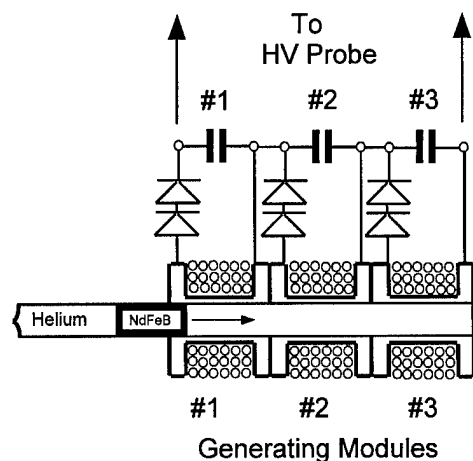 To
HV Probe
#1 #2 #3
Helium NdFeB
#1 #2 #3
Generating Modules